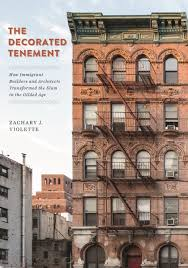 THE
DECORATED
TENEMENT
How Immigrant
Builders and Architects
Transformed the Slum
in the Gilded Age
ZACHARY J.
VIOLETTE